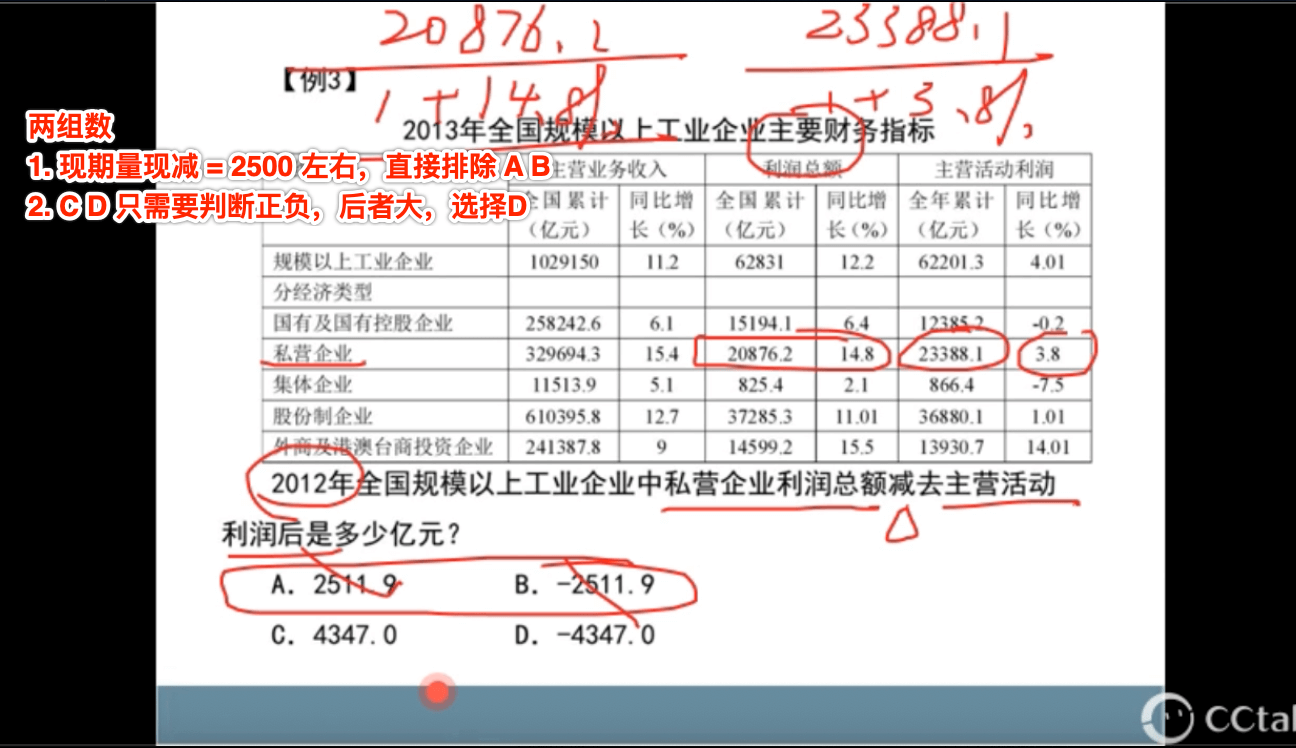 20876.2 23388.1
【例3】
1+14.8% 1+3.8%
两组数
1. 现期量现减 = 2500 左右，直接排除 A B
2. C D 只需要判断正负，后者大，选择D
2013年全国规模以上工业企业主要财务指标
主营业务收入 利润总额 主营活动利润
全国累计 同比增 全国累计 同比增 全年累计 同比增
（亿元） 长（%） （亿元） 长（%） （亿元） 长（%）
规模以上工业企业 1029150 11.2 62831 12.2 62201.3 4.01
分经济类型
国有及国有控股企业 258242.6 6.1 15194.1 6.4 12385.2 -0.2
私营企业 329694.3 15.4 20876.2 14.8 23388.1 3.8
集体企业 11513.9 5.1 825.4 2.1 866.4 -7.5
股份制企业 610395.8 12.7 37285.3 11.01 36880.1 1.01
外商及港澳台商投资企业 241387.8 9 14599.2 15.5 13930.7 14.01
2012年全国规模以上工业企业中私营企业利润总额减去主营活动
利润后是多少亿元？
A. 2511.9 B. -2511.9
C. 4347.0 D. -4347.0